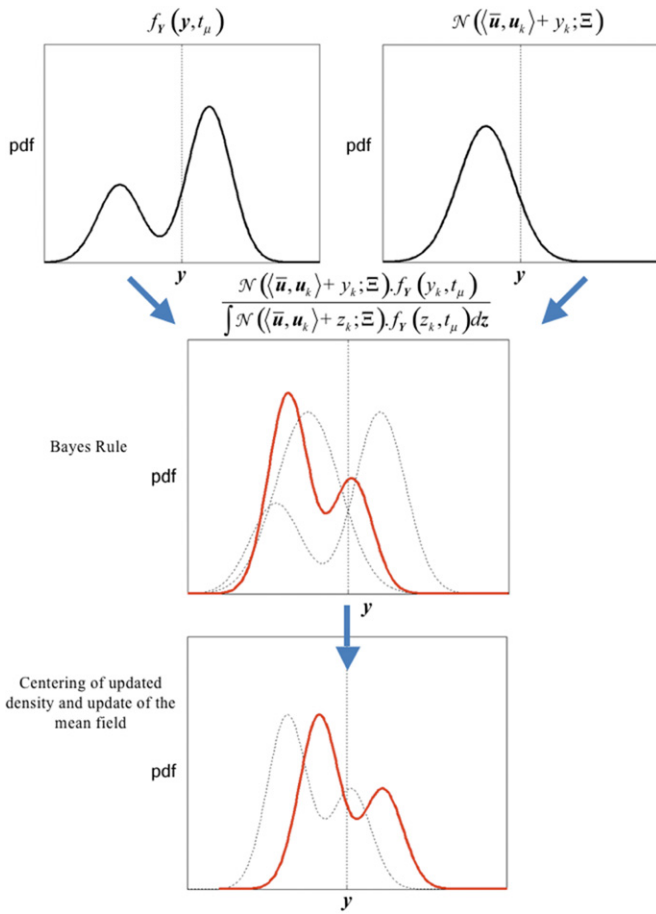 f_Y(y, t_μ)
𝒩(⟨ū, u_k⟩ + y_k; Ξ)
pdf
pdf
y
y
𝒩(⟨ū, u_k⟩ + y_k; Ξ).f_Y(y_k, t_μ)
∫𝒩(⟨ū, u_k⟩ + z_k; Ξ).f_Y(z_k, t_μ)dz
Bayes Rule
pdf
y
Centering of updated
density and update of the
mean field
pdf
y